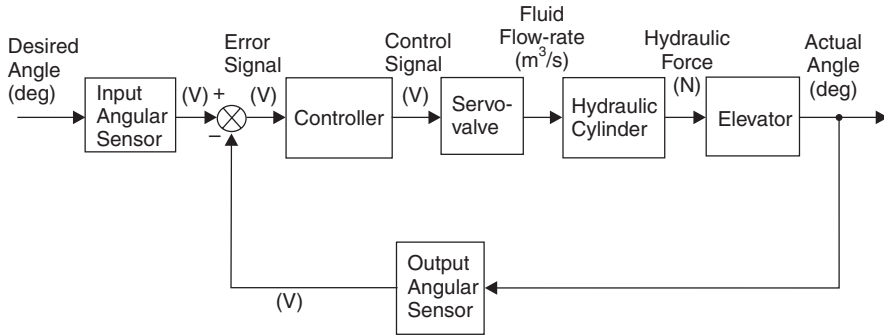 Desired
Angle
(deg)
Input
Angular
Sensor
(V) +
−
Error
Signal
(V)
Controller
Control
Signal
(V)
Servo-
valve
Fluid
Flow-rate
(m³/s)
Hydraulic
Cylinder
Hydraulic
Force
(N)
Elevator
Actual
Angle
(deg)
Output
Angular
Sensor
(V)